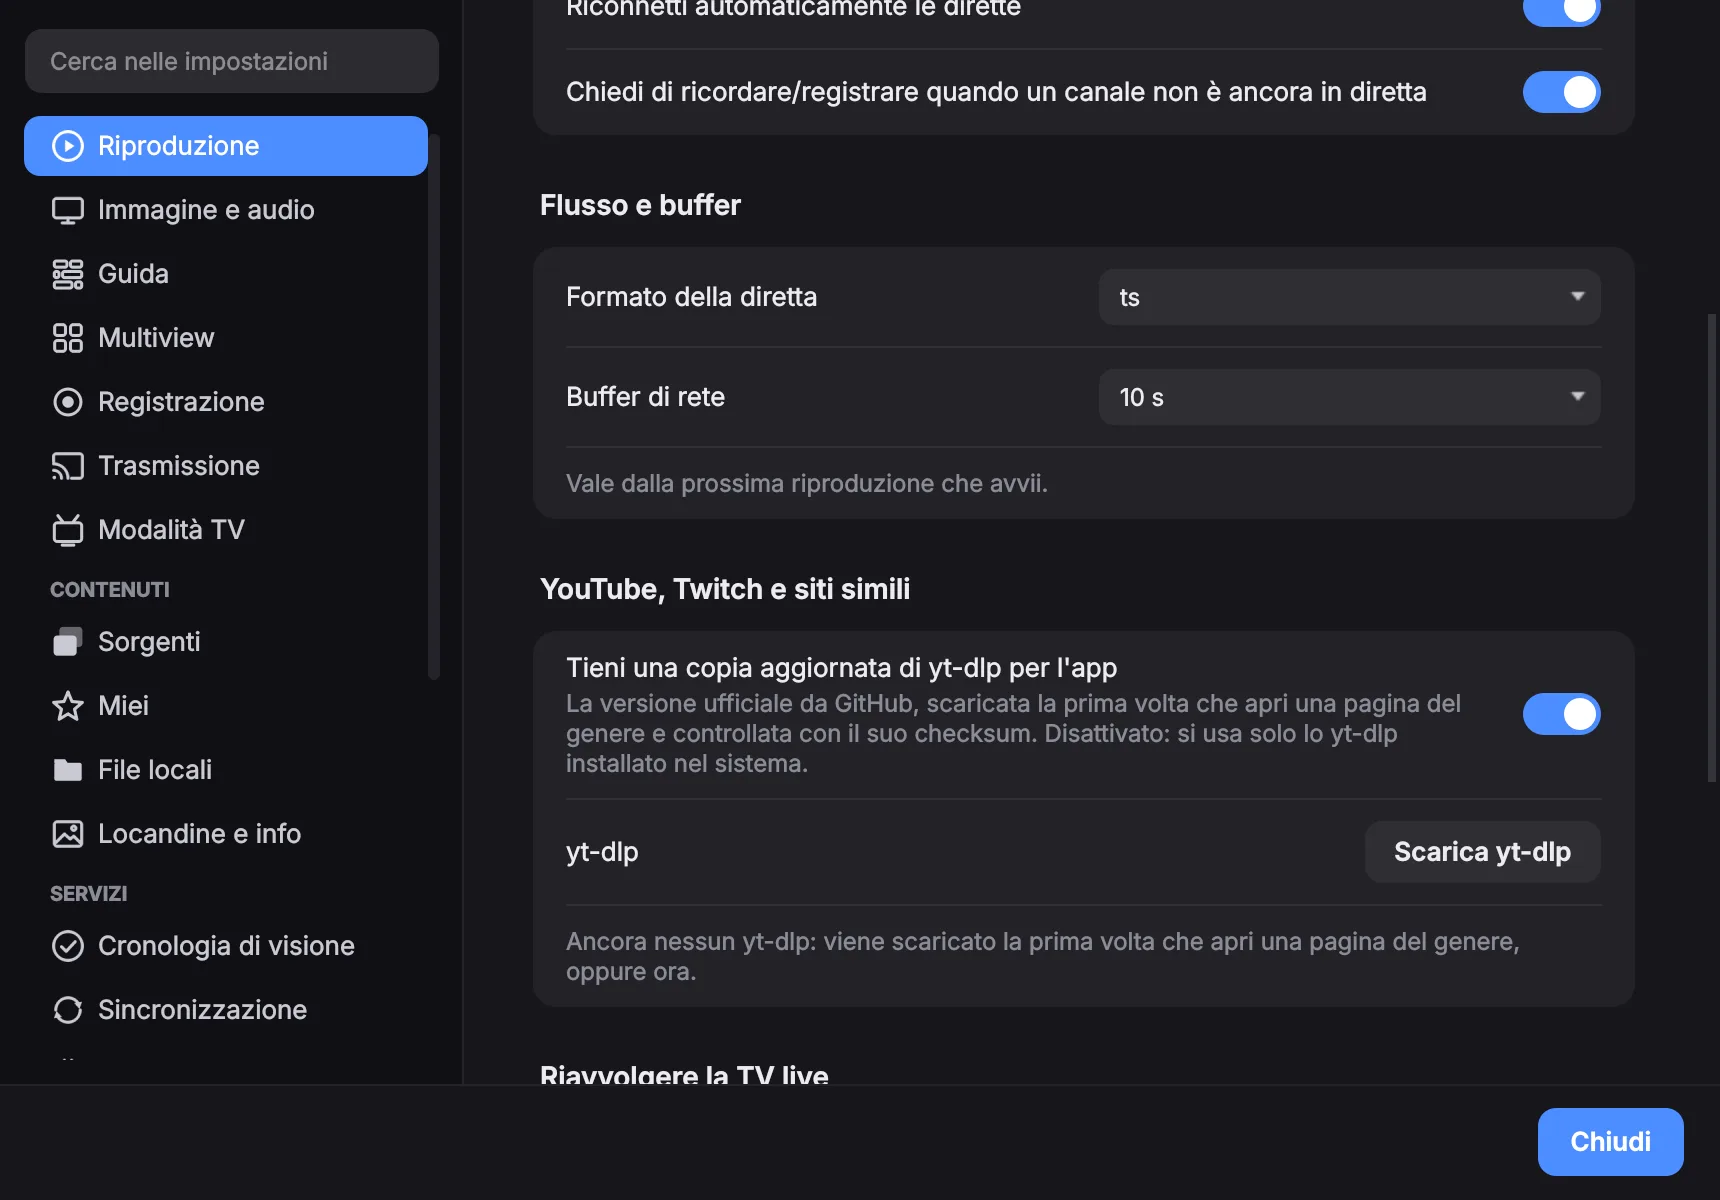 Cerca nelle impostazioni
Riproduzione
Immagine e audio
Guida
Multiview
Registrazione
Trasmissione
Modalità TV
CONTENUTI
Sorgenti
Miei
File locali
Locandine e info
SERVIZI
Cronologia di visione
Sincronizzazione
Riconnetti automaticamente le dirette
Chiedi di ricordare/registrare quando un canale non è ancora in diretta
Flusso e buffer
Formato della diretta
ts
Buffer di rete
10 s
Vale dalla prossima riproduzione che avvii.
YouTube, Twitch e siti simili
Tieni una copia aggiornata di yt-dlp per l'app
La versione ufficiale da GitHub, scaricata la prima volta che apri una pagina del
genere e controllata con il suo checksum. Disattivato: si usa solo lo yt-dlp
installato nel sistema.
yt-dlp
Scarica yt-dlp
Ancora nessun yt-dlp: viene scaricato la prima volta che apri una pagina del genere,
oppure ora.
Riavvolgere la TV live
Chiudi